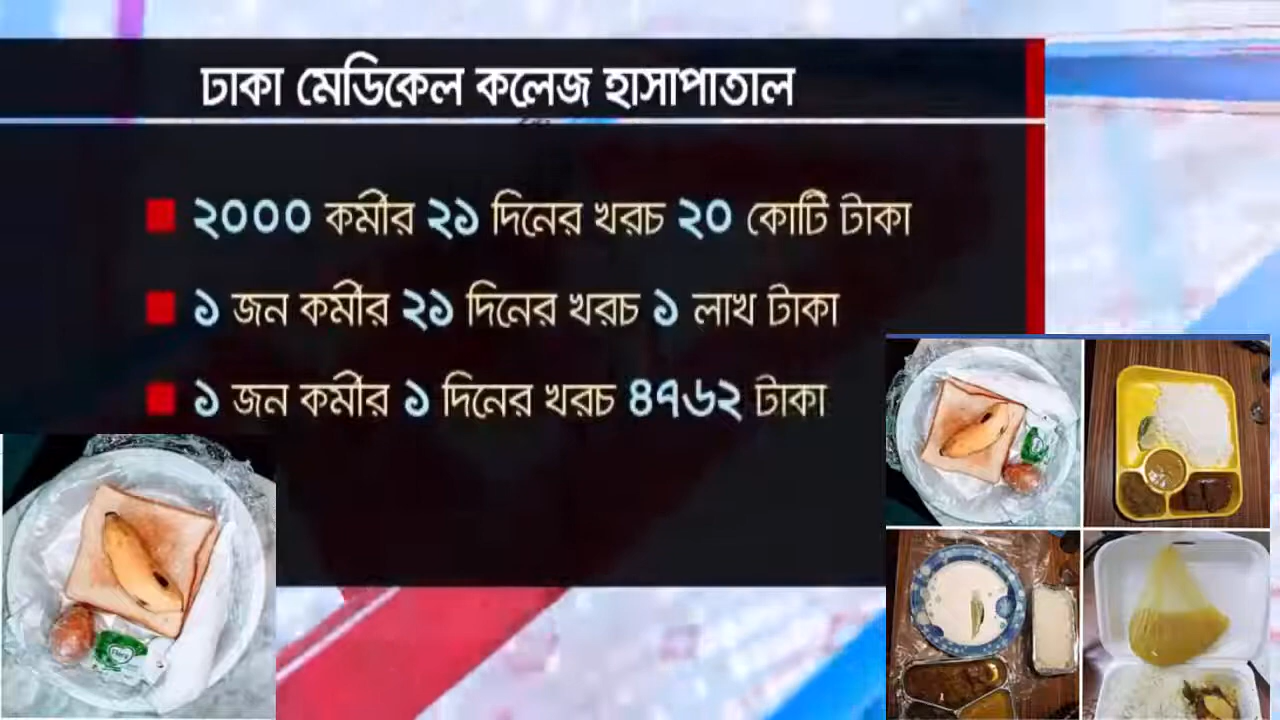 ঢাকা মেডিকেল কলেজ হাসাপাতাল
২০০০ কর্মীর ২১ দিনের খরচ ২০ কোটি টাকা
১ জন কর্মীর ২১ দিনের খরচ ১ লাখ টাকা
১ জন কর্মীর ১ দিনের খরচ ৪৭৬২ টাকা